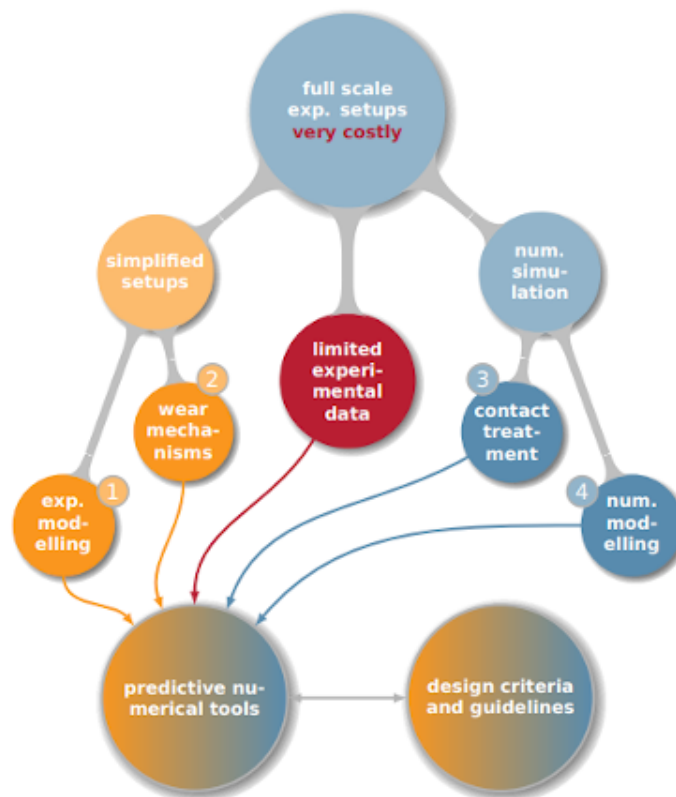 full scale
exp. setups
very costly
simplified
setups
num.
simu-
lation
limited
experi-
mental
data
2
wear
mecha-
nisms
3
contact
treat-
ment
1
exp.
mod-
elling
4
num.
mod-
elling
predictive nu-
merical tools
design criteria
and guidelines